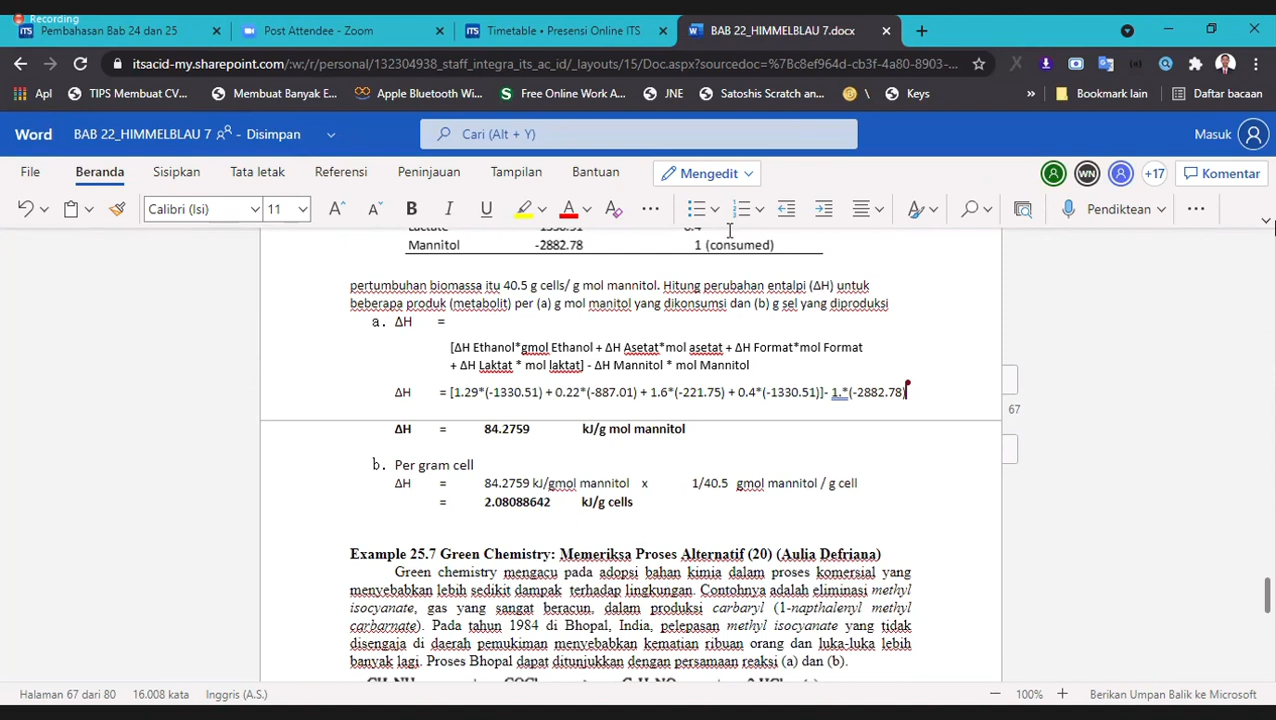 Recording
Pembahasan Bab 24 dan 25
Post Attendee - Zoom
Timetable • Presensi Online ITS
BAB 22_HIMMELBLAU 7.docx
itsacid-my.sharepoint.com/:w:/r/personal/132304938_staff_integra_its_ac_id/_layouts/15/Doc.aspx?sourcedoc=%7Bc8ef964d-cb3f-4a58-8903-...
Apl
TIPS Membuat CV...
Membuat Banyak E...
Apple Bluetooth Wi...
Free Online Work A...
JNE
Satoshis Scratch an...
\
Keys
»
Bookmark lain
Daftar bacaan
Word
BAB 22_HIMMELBLAU 7 - Disimpan
Cari (Alt + Y)
Masuk
File
Beranda
Sisipkan
Tata letak
Referensi
Peninjauan
Tampilan
Bantuan
Mengedit
WN
+17
Komentar
Calibri (Isi)
11
Pendiktean
Lactate -1330.51 0.4
Mannitol -2882.78 1 (consumed)
pertumbuhan biomassa itu 40.5 g cells/ g mol mannitol. Hitung perubahan entalpi (ΔH) untuk
beberapa produk (metabolit) per (a) g mol manitol yang dikonsumsi dan (b) g sel yang diproduksi
a. ΔH =
[ΔH Ethanol*gmol Ethanol + ΔH Asetat*mol asetat + ΔH Format*mol Format
+ ΔH Laktat * mol laktat] - ΔH Mannitol * mol Mannitol
ΔH = [1.29*(-1330.51) + 0.22*(-887.01) + 1.6*(-221.75) + 0.4*(-1330.51)]- 1.*(-2882.78)
67
ΔH = 84.2759 kJ/g mol mannitol
b. Per gram cell
ΔH = 84.2759 kJ/gmol mannitol x 1/40.5 gmol mannitol / g cell
= 2.08088642 kJ/g cells
Example 25.7 Green Chemistry: Memeriksa Proses Alternatif (20) (Aulia Defriana)
Green chemistry mengacu pada adopsi bahan kimia dalam proses komersial yang
menyebabkan lebih sedikit dampak terhadap lingkungan. Contohnya adalah eliminasi methyl
isocyanate, gas yang sangat beracun, dalam produksi carbaryl (1-napthalenyl methyl
carbarnate). Pada tahun 1984 di Bhopal, India, pelepasan methyl isocyanate yang tidak
disengaja di daerah pemukiman menyebabkan kematian ribuan orang dan luka-luka lebih
banyak lagi. Proses Bhopal dapat ditunjukkan dengan persamaan reaksi (a) dan (b).
Halaman 67 dari 80
16.008 kata
Inggris (A.S.)
100%
Berikan Umpan Balik ke Microsoft